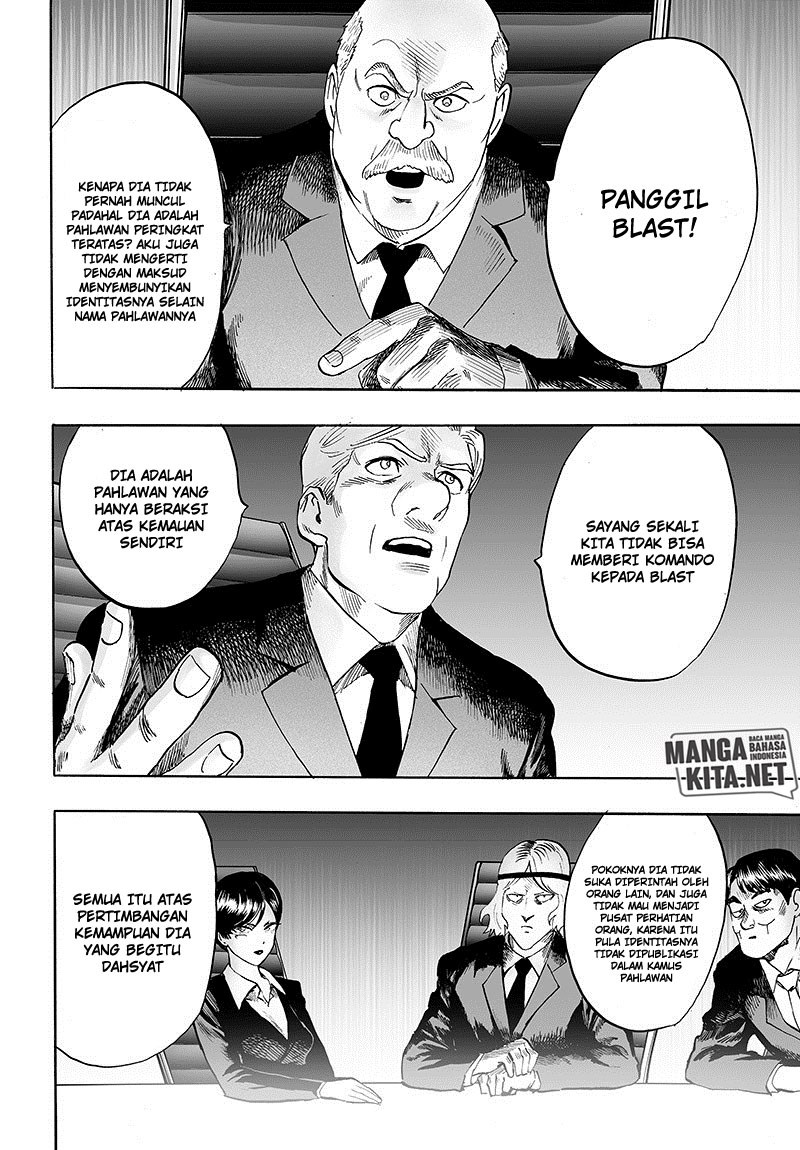 PANGGIL
BLAST!
KENAPA DIA TIDAK
PERNAH MUNCUL
PADAHAL DIA ADALAH
PAHLAWAN PERINGKAT
TERATAS? AKU JUGA
TIDAK MENGERTI
DENGAN MAKSUD
MENYEMBUNYIKAN
IDENTITASNYA SELAIN
NAMA PAHLAWANNYA
SAYANG SEKALI
KITA TIDAK BISA
MEMBERI KOMANDO
KEPADA BLAST
DIA ADALAH
PAHLAWAN YANG
HANYA BERAKSI
ATAS KEMAUAN
SENDIRI
MANGA
BACA MANGA
BAHASA
INDONESIA
KITA.NET
POKOKNYA DIA TIDAK
SUKA DIPERINTAH OLEH
ORANG LAIN, DAN JUGA
TIDAK MAU MENJADI
PUSAT PERHATIAN
ORANG, KARENA ITU
PULA IDENTITASNYA
TIDAK DIPUBLIKASI
DALAM KAMUS
PAHLAWAN
SEMUA ITU ATAS
PERTIMBANGAN
KEMAMPUAN DIA
YANG BEGITU
DAHSYAT